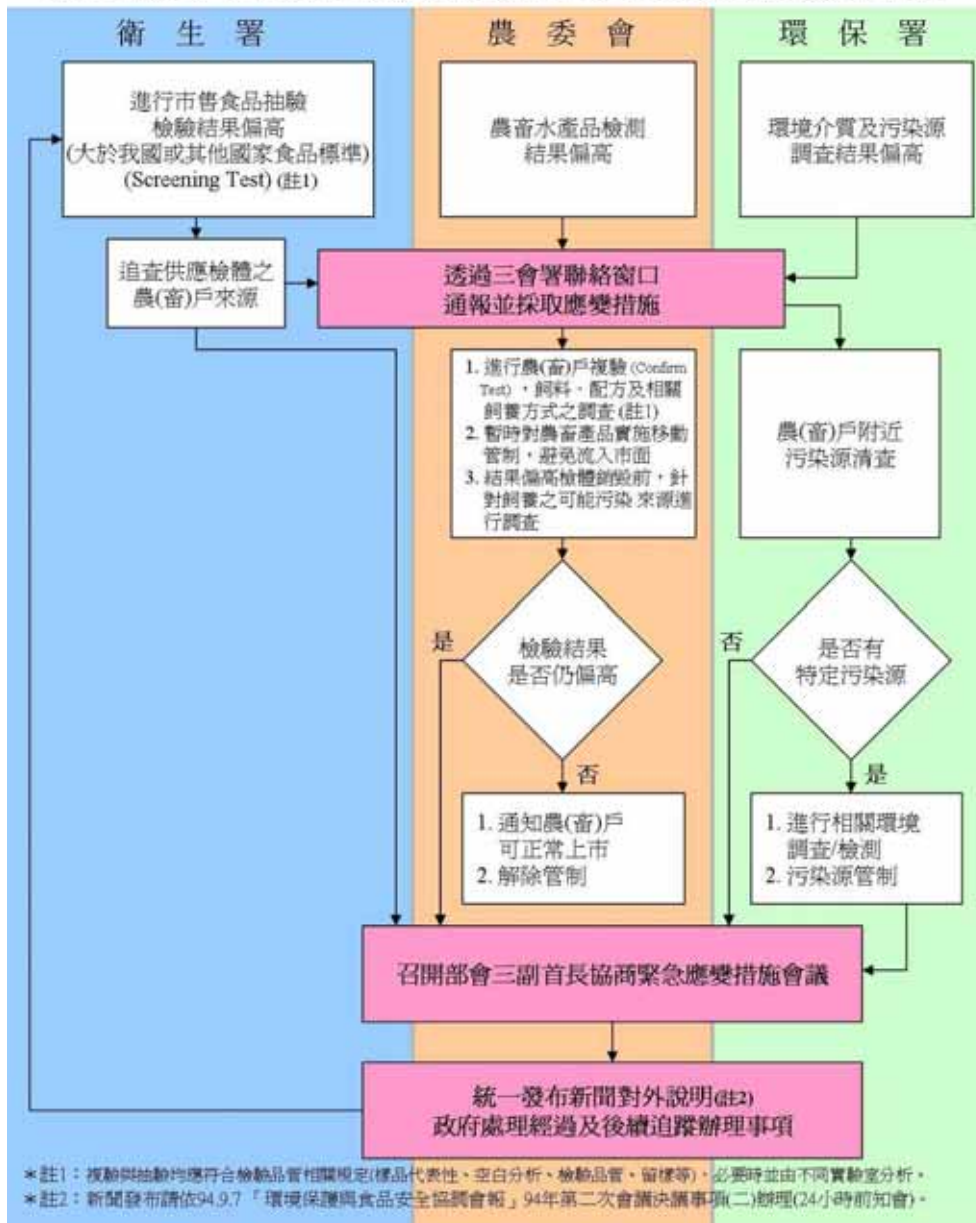 衛生署
農委會
環保署
進行市售食品抽驗
檢驗結果偏高
(大於我國或其他國家食品標準)
(Screening Test) (註1)
農畜水產品檢測
結果偏高
環境介質及污染源
調查結果偏高
追查供應檢體之
農(畜)戶來源
透過三會署聯絡窗口
通報並採取應變措施
1. 進行農(畜)戶複驗 (Confirm
Test)，飼料、配方及相關
飼養方式之調查 (註1)
2. 暫時對農畜產品實施移動
管制，避免流入市面
3. 結果偏高檢體銷毀前，針
對飼養之可能污染 來源進
行調查
農(畜)戶附近
污染源清查
是
檢驗結果
是否仍偏高
否
否
是否有
特定污染源
是
1. 通知農(畜)戶
可正常上市
2. 解除管制
1. 進行相關環境
調查/檢測
2. 污染源管制
召開部會三副首長協商緊急應變措施會議
統一發布新聞對外說明(註2)
政府處理經過及後續追蹤辦理事項
＊註1：複驗與抽驗均應符合檢驗品管相關規定(樣品代表性、空白分析、檢驗品管、留樣等)，必要時並由不同實驗室分析。
＊註2：新聞發布請依94.9.7「環境保護與食品安全協調會報」94年第二次會議決議事項(二)辦理(24小時前知會)。